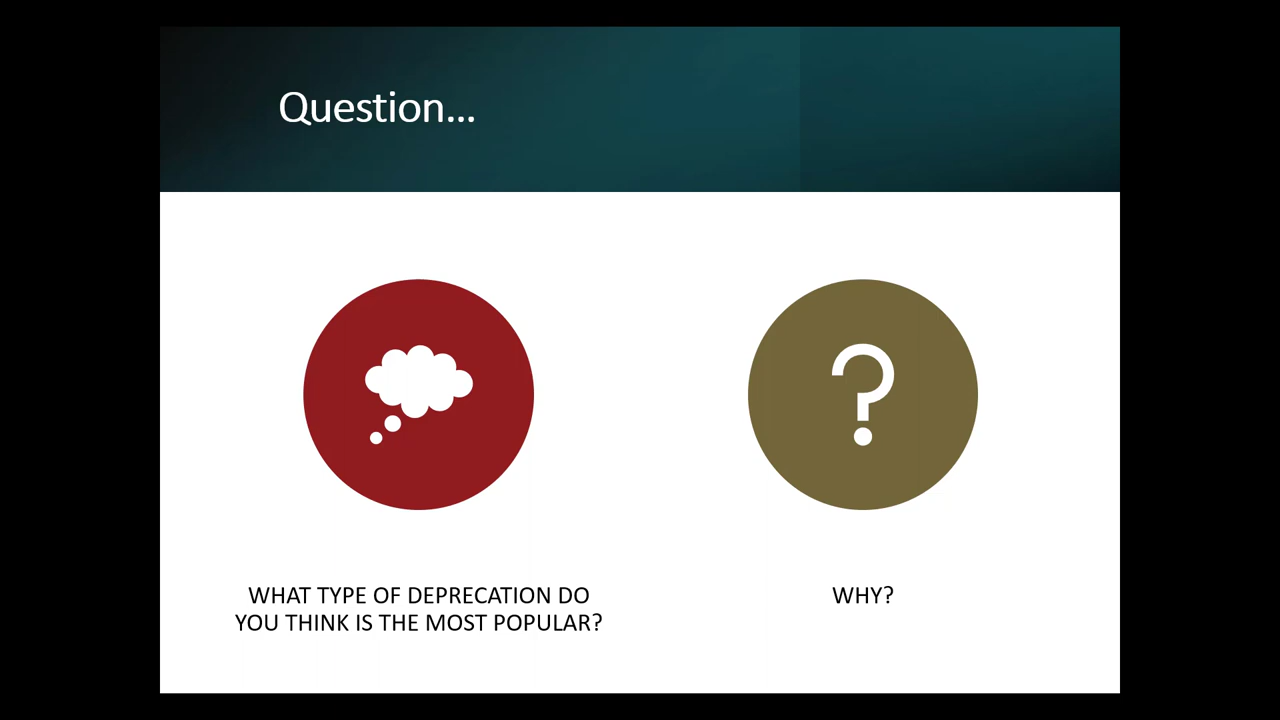 Question...
WHAT TYPE OF DEPRECATION DO
YOU THINK IS THE MOST POPULAR?
WHY?